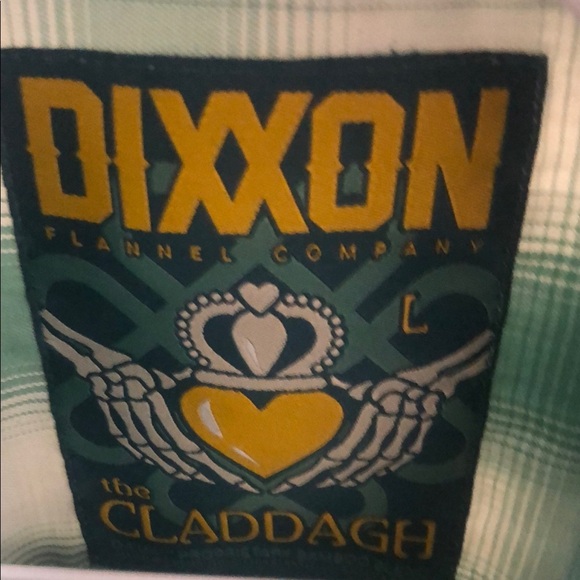 DIXXON
FLANNEL COMPANY
L
the
CLADDAGH